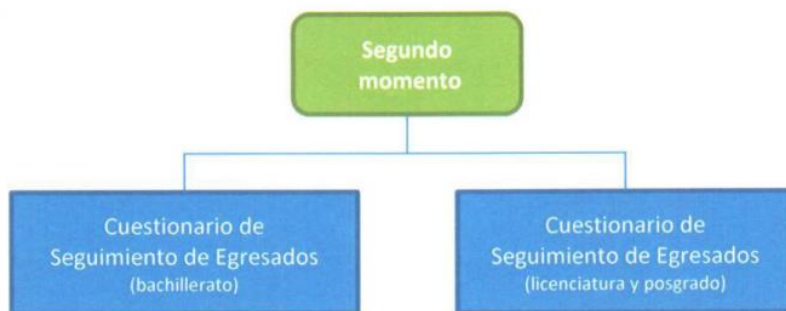 Segundo
momento
Cuestionario de
Seguimiento de Egresados
(bachillerato)
Cuestionario de
Seguimiento de Egresados
(licenciatura y posgrado)